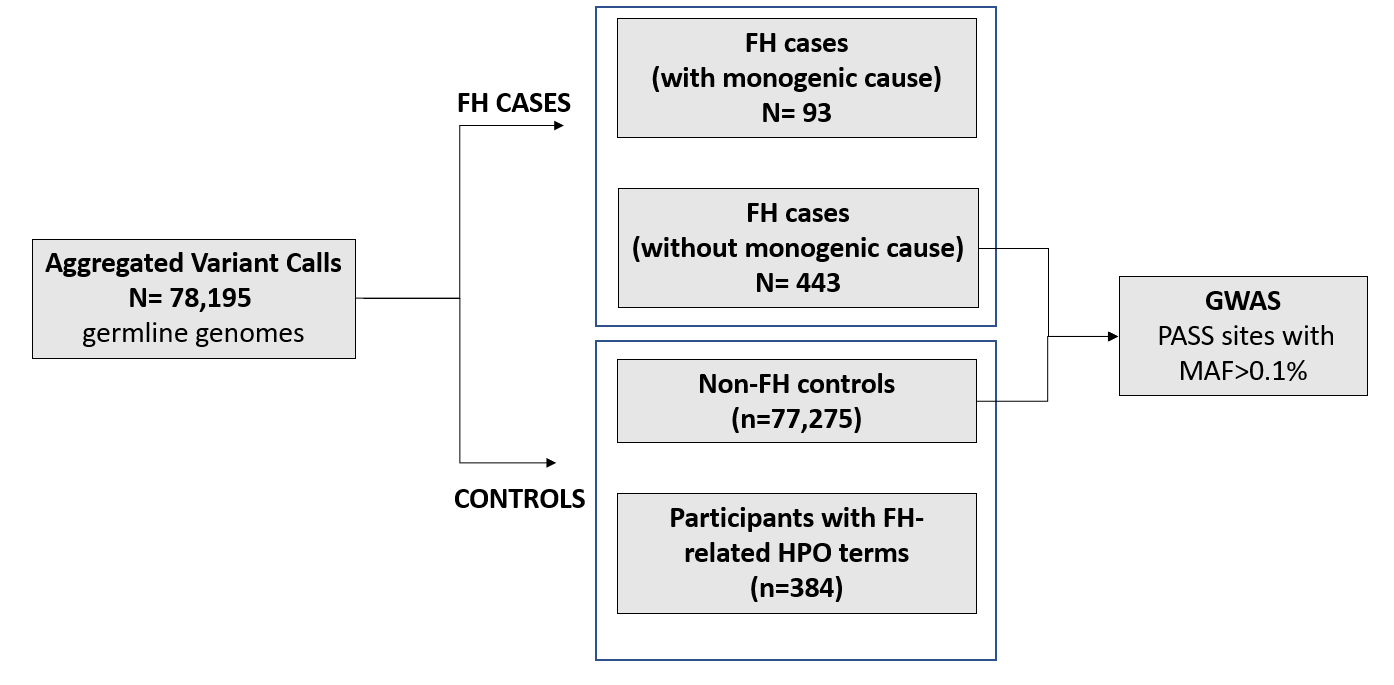 FH cases
(with monogenic cause)
N= 93
FH CASES
FH cases
(without monogenic cause)
N= 443
Aggregated Variant Calls
N= 78,195
germline genomes
GWAS
PASS sites with
MAF>0.1%
Non-FH controls
(n=77,275)
CONTROLS
Participants with FH-
related HPO terms
(n=384)